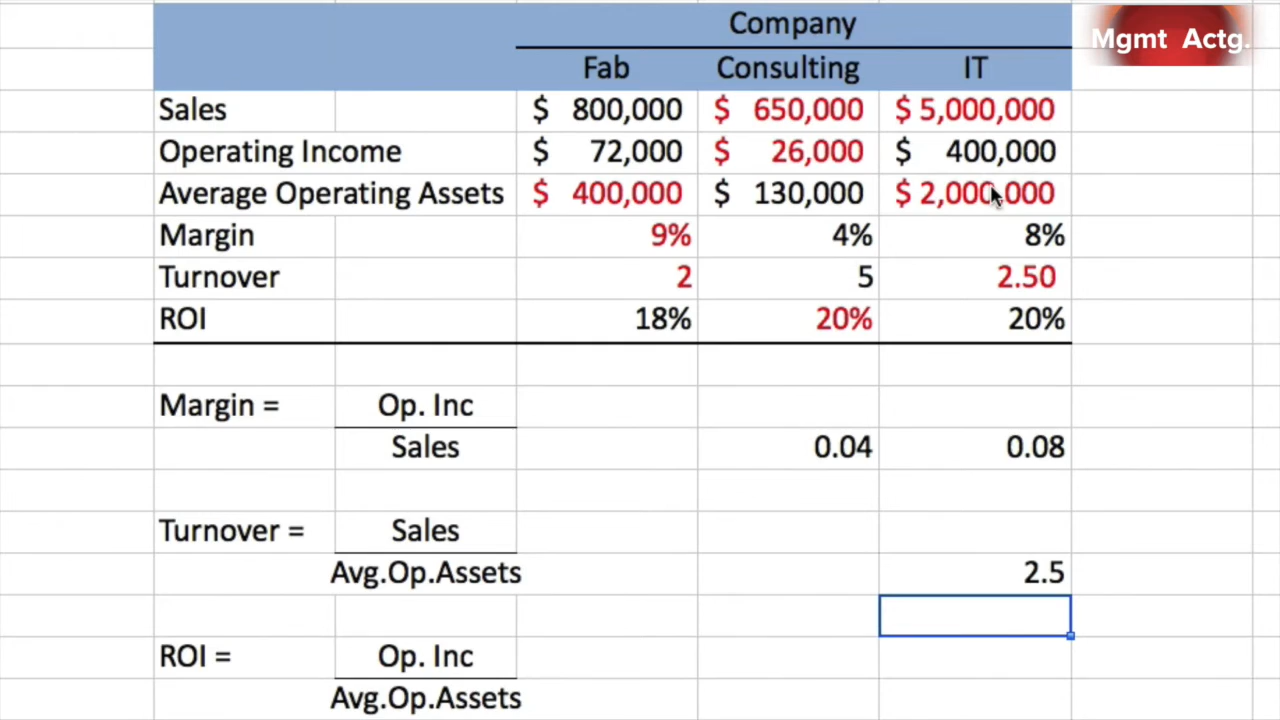 Company
Mgmt Actg.
Fab Consulting IT
Sales $ 800,000 $ 650,000 $ 5,000,000
Operating Income $ 72,000 $ 26,000 $ 400,000
Average Operating Assets $ 400,000 $ 130,000 $ 2,000,000
Margin 9% 4% 8%
Turnover 2 5 2.50
ROI 18% 20% 20%
Margin = Op. Inc
Sales 0.04 0.08
Turnover = Sales
Avg.Op.Assets 2.5
ROI = Op. Inc
Avg.Op.Assets